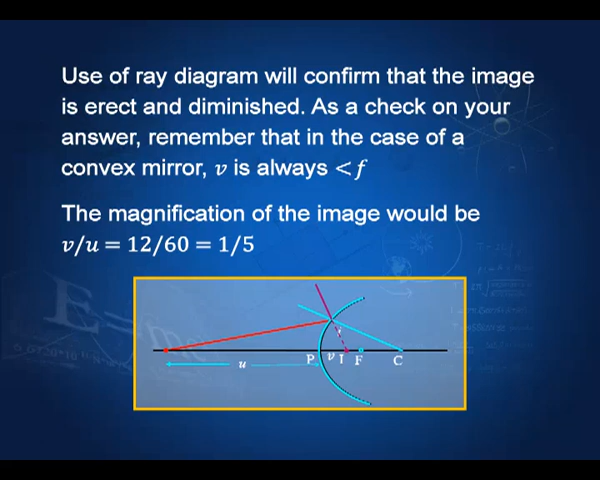 Use of ray diagram will confirm that the image
is erect and diminished. As a check on your
answer, remember that in the case of a
convex mirror, v is always < f
The magnification of the image would be
v/u = 12/60 = 1/5
u P v I F C